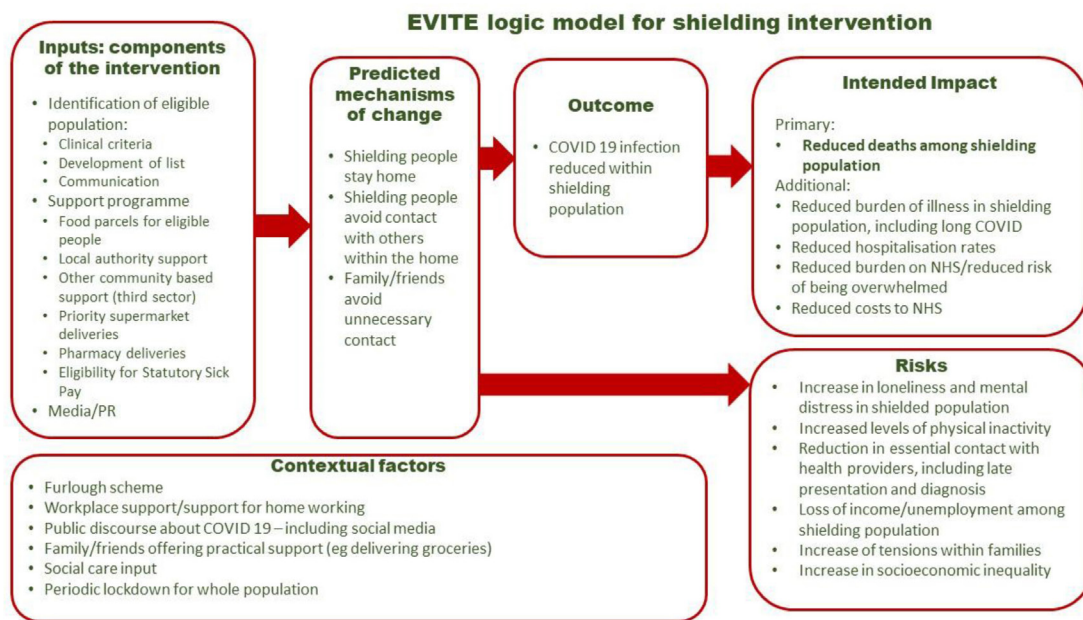 EVITE logic model for shielding intervention
Inputs: components
of the intervention
• Identification of eligible
population:
• Clinical criteria
• Development of list
• Communication
• Support programme
• Food parcels for eligible
people
• Local authority support
• Other community based
support (third sector)
• Priority supermarket
deliveries
• Pharmacy deliveries
• Eligibility for Statutory Sick
Pay
• Media/PR
Predicted
mechanisms
of change
• Shielding people
stay home
• Shielding people
avoid contact
with others
within the home
• Family/friends
avoid
unnecessary
contact
Outcome
• COVID 19 infection
reduced within
shielding
population
Intended Impact
Primary:
• Reduced deaths among shielding
population
Additional:
• Reduced burden of illness in shielding
population, including long COVID
• Reduced hospitalisation rates
• Reduced burden on NHS/reduced risk
of being overwhelmed
• Reduced costs to NHS
Risks
• Increase in loneliness and mental
distress in shielded population
• Increased levels of physical inactivity
• Reduction in essential contact with
health providers, including late
presentation and diagnosis
• Loss of income/unemployment among
shielding population
• Increase of tensions within families
• Increase in socioeconomic inequality
Contextual factors
• Furlough scheme
• Workplace support/support for home working
• Public discourse about COVID 19 – including social media
• Family/friends offering practical support (eg delivering groceries)
• Social care input
• Periodic lockdown for whole population